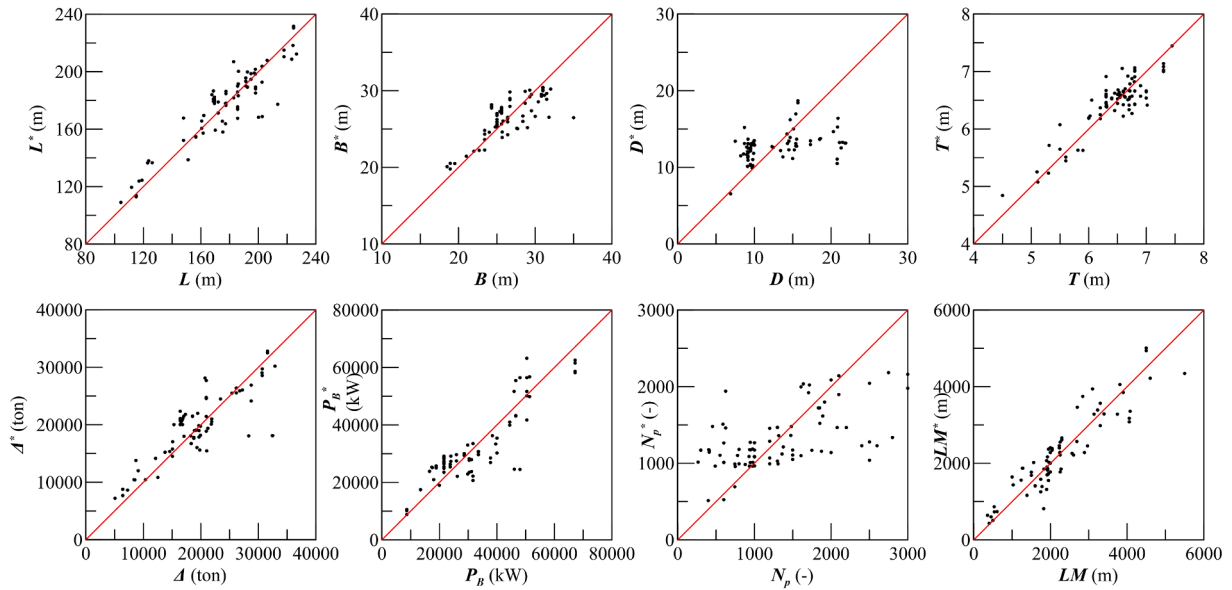 240
200
160
120
80
L* (m)
80 120 160 200 240
L (m)
40
30
20
10
B* (m)
10 20 30 40
B (m)
30
20
10
0
D* (m)
0 10 20 30
D (m)
8
7
6
5
4
T* (m)
4 5 6 7 8
T (m)
40000
30000
20000
10000
0
Δ* (ton)
0 10000 20000 30000 40000
Δ (ton)
80000
60000
40000
20000
0
P_B* (kW)
0 20000 40000 60000 80000
P_B (kW)
3000
2000
1000
0
N_p* (-)
0 1000 2000 3000
N_p (-)
6000
4000
2000
0
LM* (m)
0 2000 4000 6000
LM (m)